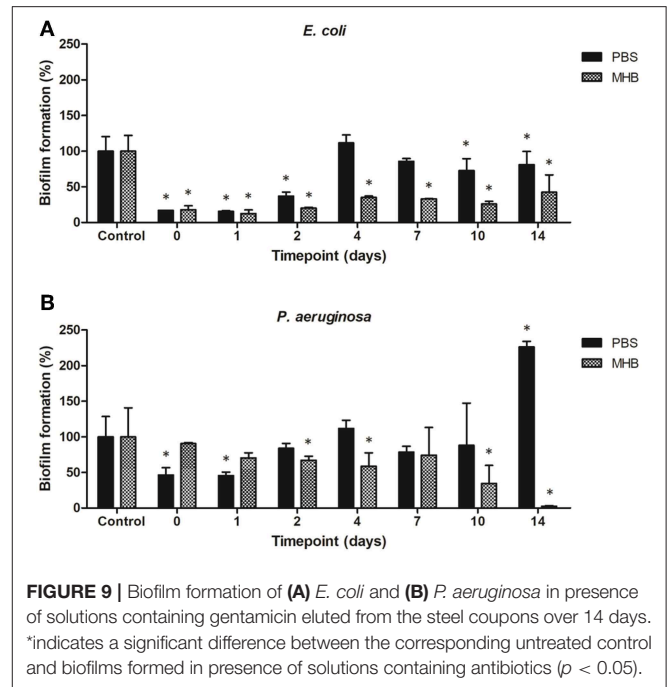 A
E. coli
250
200
150
100
50
0
Biofilm formation (%)
PBS
MHB
* * * * * * * * * * * *
Control 0 1 2 4 7 10 14
Timepoint (days)
B
P. aeruginosa
250
200
150
100
50
0
Biofilm formation (%)
PBS
MHB
* * * * * * *
Control 0 1 2 4 7 10 14
Timepoint (days)
FIGURE 9 | Biofilm formation of (A) E. coli and (B) P. aeruginosa in presence
of solutions containing gentamicin eluted from the steel coupons over 14 days.
*indicates a significant difference between the corresponding untreated control
and biofilms formed in presence of solutions containing antibiotics (p < 0.05).